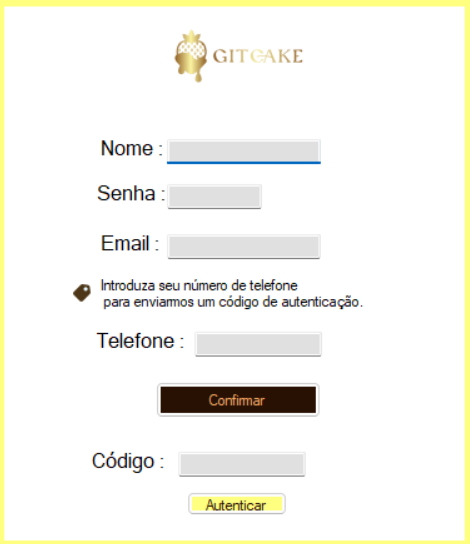 GITCAKE
Nome :
Senha :
Email :
Introduza seu número de telefone
para enviarmos um código de autenticação.
Telefone :
Confirmar
Código :
Autenticar